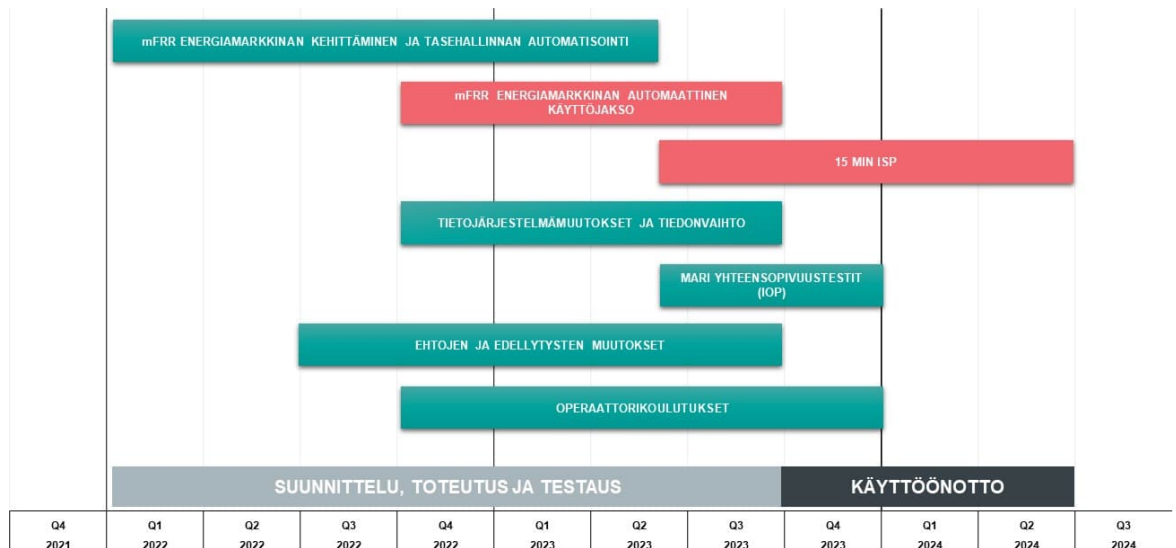 mFRR ENERGIAMARKKINAN KEHITTÄMINEN JA TASEHALLINNAN AUTOMATISOINTI
mFRR ENERGIAMARKKINAN AUTOMAATTINEN
KÄYTTÖJAKSO
15 MIN ISP
TIETOJÄRJESTELMÄMUUTOKSET JA TIEDONVAIHTO
MARI YHTEENSOPIVUUSTESTIT
(IOP)
EHTOJEN JA EDELLYTYSTEN MUUTOKSET
OPERAATTORIKOULUTUKSET
SUUNNITTELU, TOTEUTUS JA TESTAUS KÄYTTÖÖNOTTO
Q4 Q1 Q2 Q3 Q4 Q1 Q2 Q3 Q4 Q1 Q2 Q3
2021 2022 2022 2022 2022 2023 2023 2023 2023 2024 2024 2024